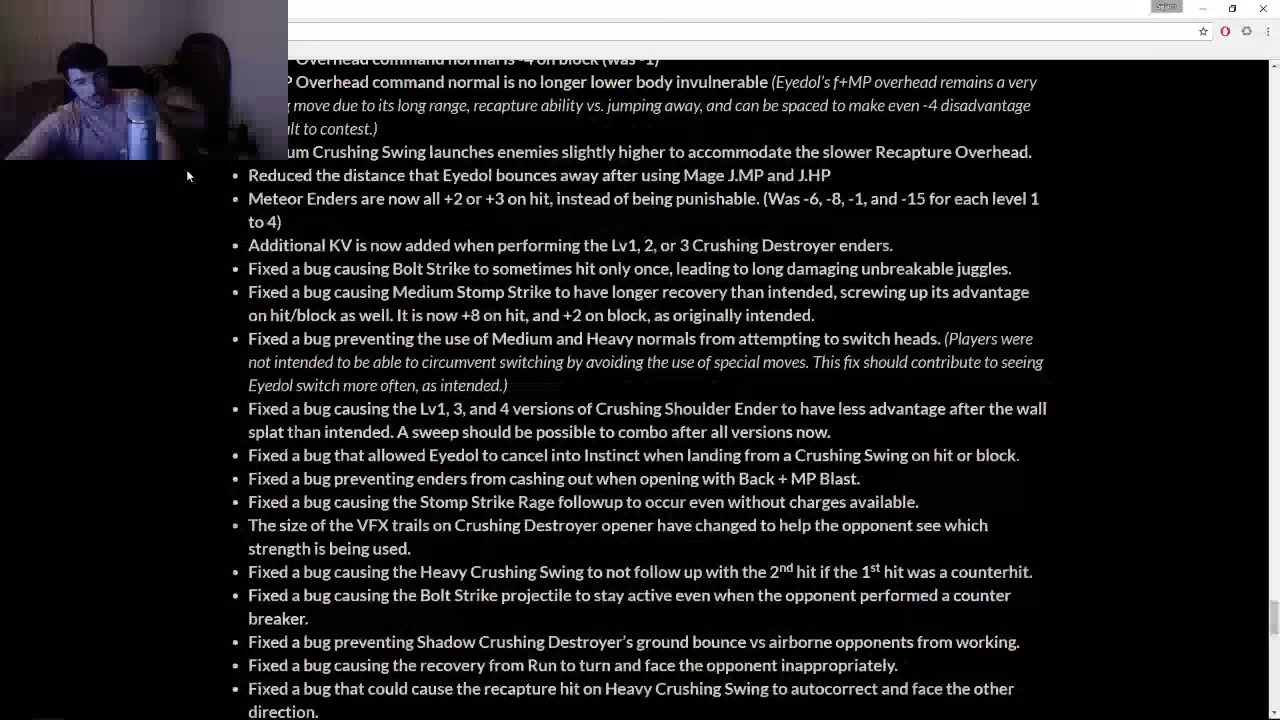 Sajam
Overhead command normal is -4 on block (was -1)
P Overhead command normal is no longer lower body invulnerable (Eyedol's f+MP overhead remains a very
move due to its long range, recapture ability vs. jumping away, and can be spaced to make even -4 disadvantage
ult to contest.)
um Crushing Swing launches enemies slightly higher to accommodate the slower Recapture Overhead.
• Reduced the distance that Eyedol bounces away after using Mage J.MP and J.HP
• Meteor Enders are now all +2 or +3 on hit, instead of being punishable. (Was -6, -8, -1, and -15 for each level 1
to 4)
• Additional KV is now added when performing the Lv1, 2, or 3 Crushing Destroyer enders.
• Fixed a bug causing Bolt Strike to sometimes hit only once, leading to long damaging unbreakable juggles.
• Fixed a bug causing Medium Stomp Strike to have longer recovery than intended, screwing up its advantage
on hit/block as well. It is now +8 on hit, and +2 on block, as originally intended.
• Fixed a bug preventing the use of Medium and Heavy normals from attempting to switch heads. (Players were
not intended to be able to circumvent switching by avoiding the use of special moves. This fix should contribute to seeing
Eyedol switch more often, as intended.)
• Fixed a bug causing the Lv1, 3, and 4 versions of Crushing Shoulder Ender to have less advantage after the wall
splat than intended. A sweep should be possible to combo after all versions now.
• Fixed a bug that allowed Eyedol to cancel into Instinct when landing from a Crushing Swing on hit or block.
• Fixed a bug preventing enders from cashing out when opening with Back + MP Blast.
• Fixed a bug causing the Stomp Strike Rage followup to occur even without charges available.
• The size of the VFX trails on Crushing Destroyer opener have changed to help the opponent see which
strength is being used.
• Fixed a bug causing the Heavy Crushing Swing to not follow up with the 2nd hit if the 1st hit was a counterhit.
• Fixed a bug causing the Bolt Strike projectile to stay active even when the opponent performed a counter
breaker.
• Fixed a bug preventing Shadow Crushing Destroyer's ground bounce vs airborne opponents from working.
• Fixed a bug causing the recovery from Run to turn and face the opponent inappropriately.
• Fixed a bug that could cause the recapture hit on Heavy Crushing Swing to autocorrect and face the other
direction.